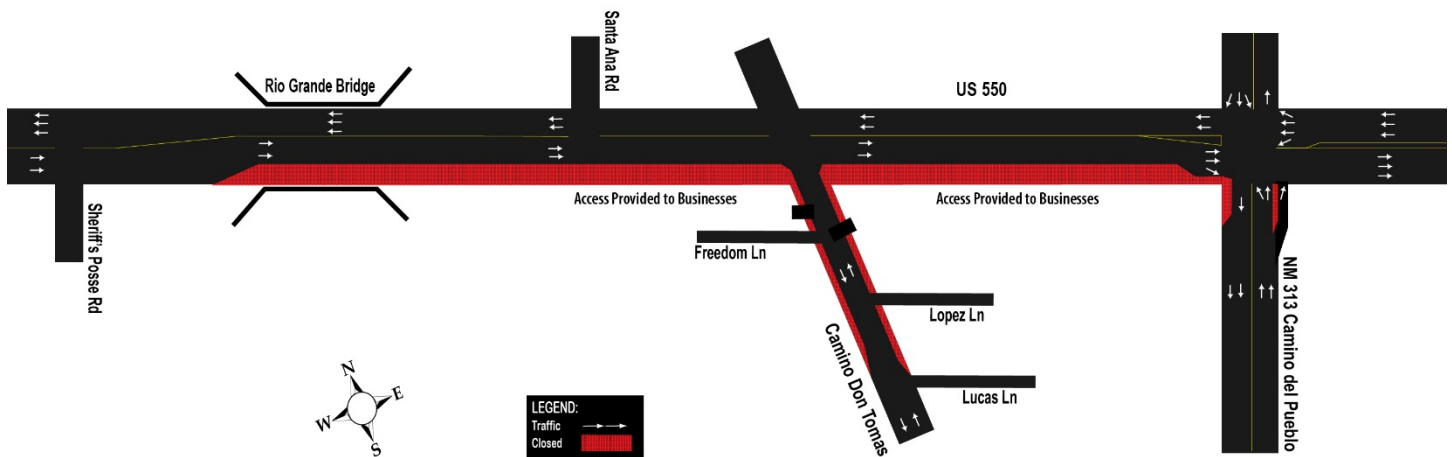 Santa Ana Rd
Rio Grande Bridge
US 550
Access Provided to Businesses
Access Provided to Businesses
Sheriff's Posse Rd
Freedom Ln
Lopez Ln
Lucas Ln
Camino Don Tomas
NM 313 Camino del Pueblo
N
W
E
S
LEGEND:
Traffic
Closed